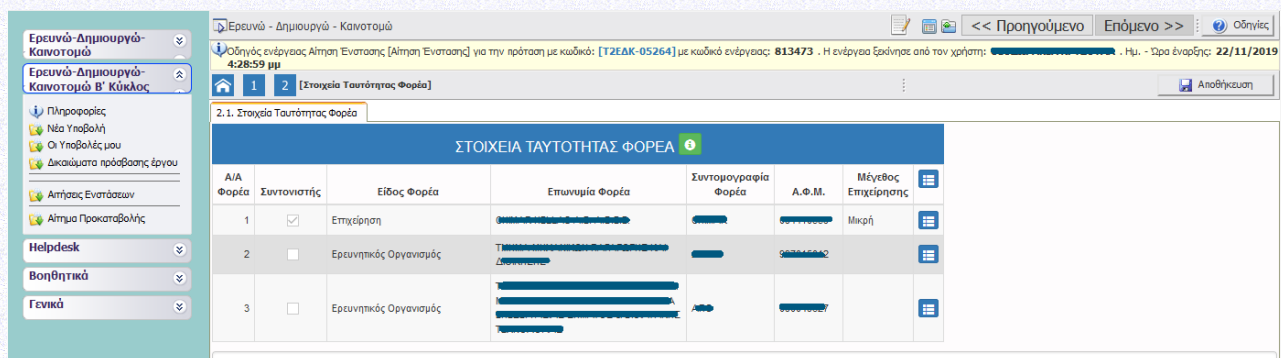 Ερευνώ-Δημιουργώ-
Καινοτομώ
Ερευνώ-Δημιουργώ-
Καινοτομώ Β' Κύκλος
Πληροφορίες
Νέα Υποβολή
Οι Υποβολές μου
Δικαιώματα πρόσβασης έργου
Αιτήσεις Ενστάσεων
Αίτημα Προκαταβολής
Helpdesk
Βοηθητικά
Γενικά
Ερευνώ - Δημιουργώ - Καινοτομώ
<< Προηγούμενο Επόμενο >> Οδηγίες
Οδηγός ενέργειας Αίτηση Ένστασης [Αίτηση Ένστασης] για την πρόταση με κωδικό: [Τ2ΕΔΚ-05264] με κωδικό ενέργειας: 813473 . Η ενέργεια ξεκίνησε από τον χρήστη: . Ημ. - Ώρα έναρξης: 22/11/2019
4:28:59 μμ
1 2 [Στοιχεία Ταυτότητας Φορέα] Αποθήκευση
2.1. Στοιχεία Ταυτότητας Φορέα
ΣΤΟΙΧΕΙΑ ΤΑΥΤΟΤΗΤΑΣ ΦΟΡΕΑ
Α/Α Φορέα Συντονιστής Είδος Φορέα Επωνυμία Φορέα Συντομογραφία Φορέα Α.Φ.Μ. Μέγεθος Επιχείρησης
1 Επιχείρηση Μικρή
2 Ερευνητικός Οργανισμός
3 Ερευνητικός Οργανισμός